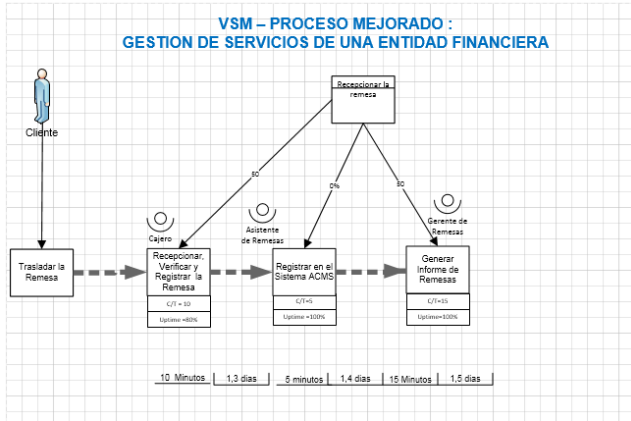 VSM – PROCESO MEJORADO :
GESTION DE SERVICIOS DE UNA ENTIDAD FINANCIERA
Recepcionar la
remesa
Cliente
50
0%
50
Cajero
Asistente
de Remesas
Gerente de
Remesas
Trasladar la
Remesa
Recepcionar,
Verificar y
Registrar la
Remesa
C/T = 10
Uptime =80%
Registrar en el
Sistema ACMS
C/T=5
Uptime =100%
Generar
Informe de
Remesas
C/T=15
Uptime=100%
10 Minutos
1,3 dias
5 minutos
1,4 dias
15 Minutos
1,5 dias